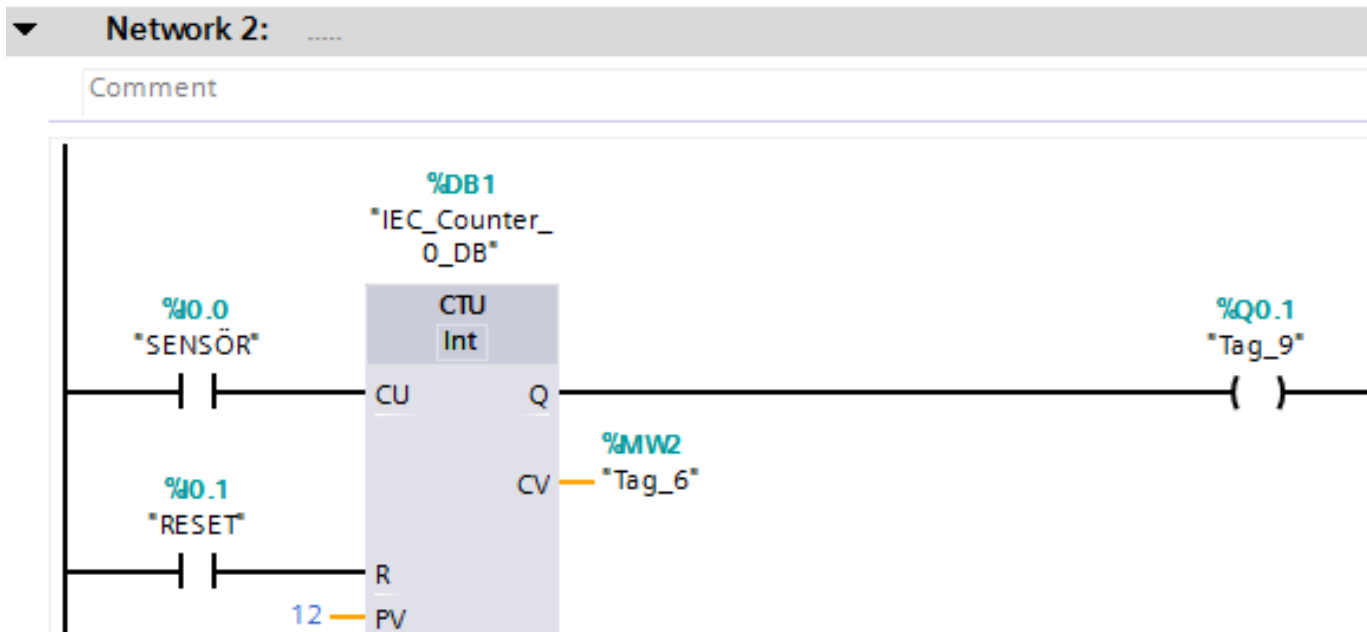 Network 2: .....
Comment
%DB1
"IEC_Counter_
0_DB"
CTU
Int
%I0.0
"SENSÖR"
CU
Q
%Q0.1
"Tag_9"
%MW2
"Tag_6"
CV
%I0.1
"RESET"
R
12
PV